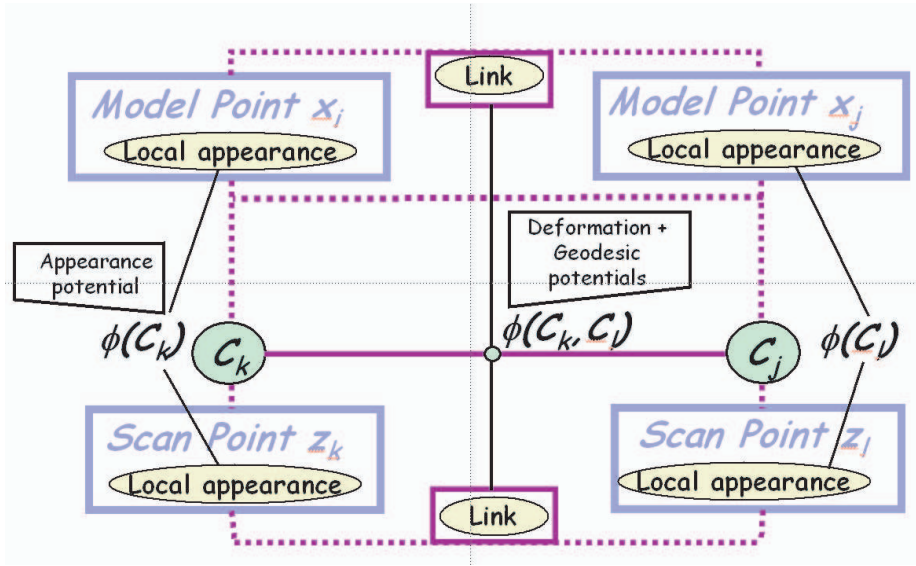 Link
Model Point x_i
Local appearance
Model Point x_j
Local appearance
Appearance
potential
Deformation +
Geodesic
potentials
ϕ(C_k)
C_k
ϕ(C_k, C_l)
C_j
ϕ(C_l)
Scan Point z_k
Local appearance
Scan Point z_l
Local appearance
Link